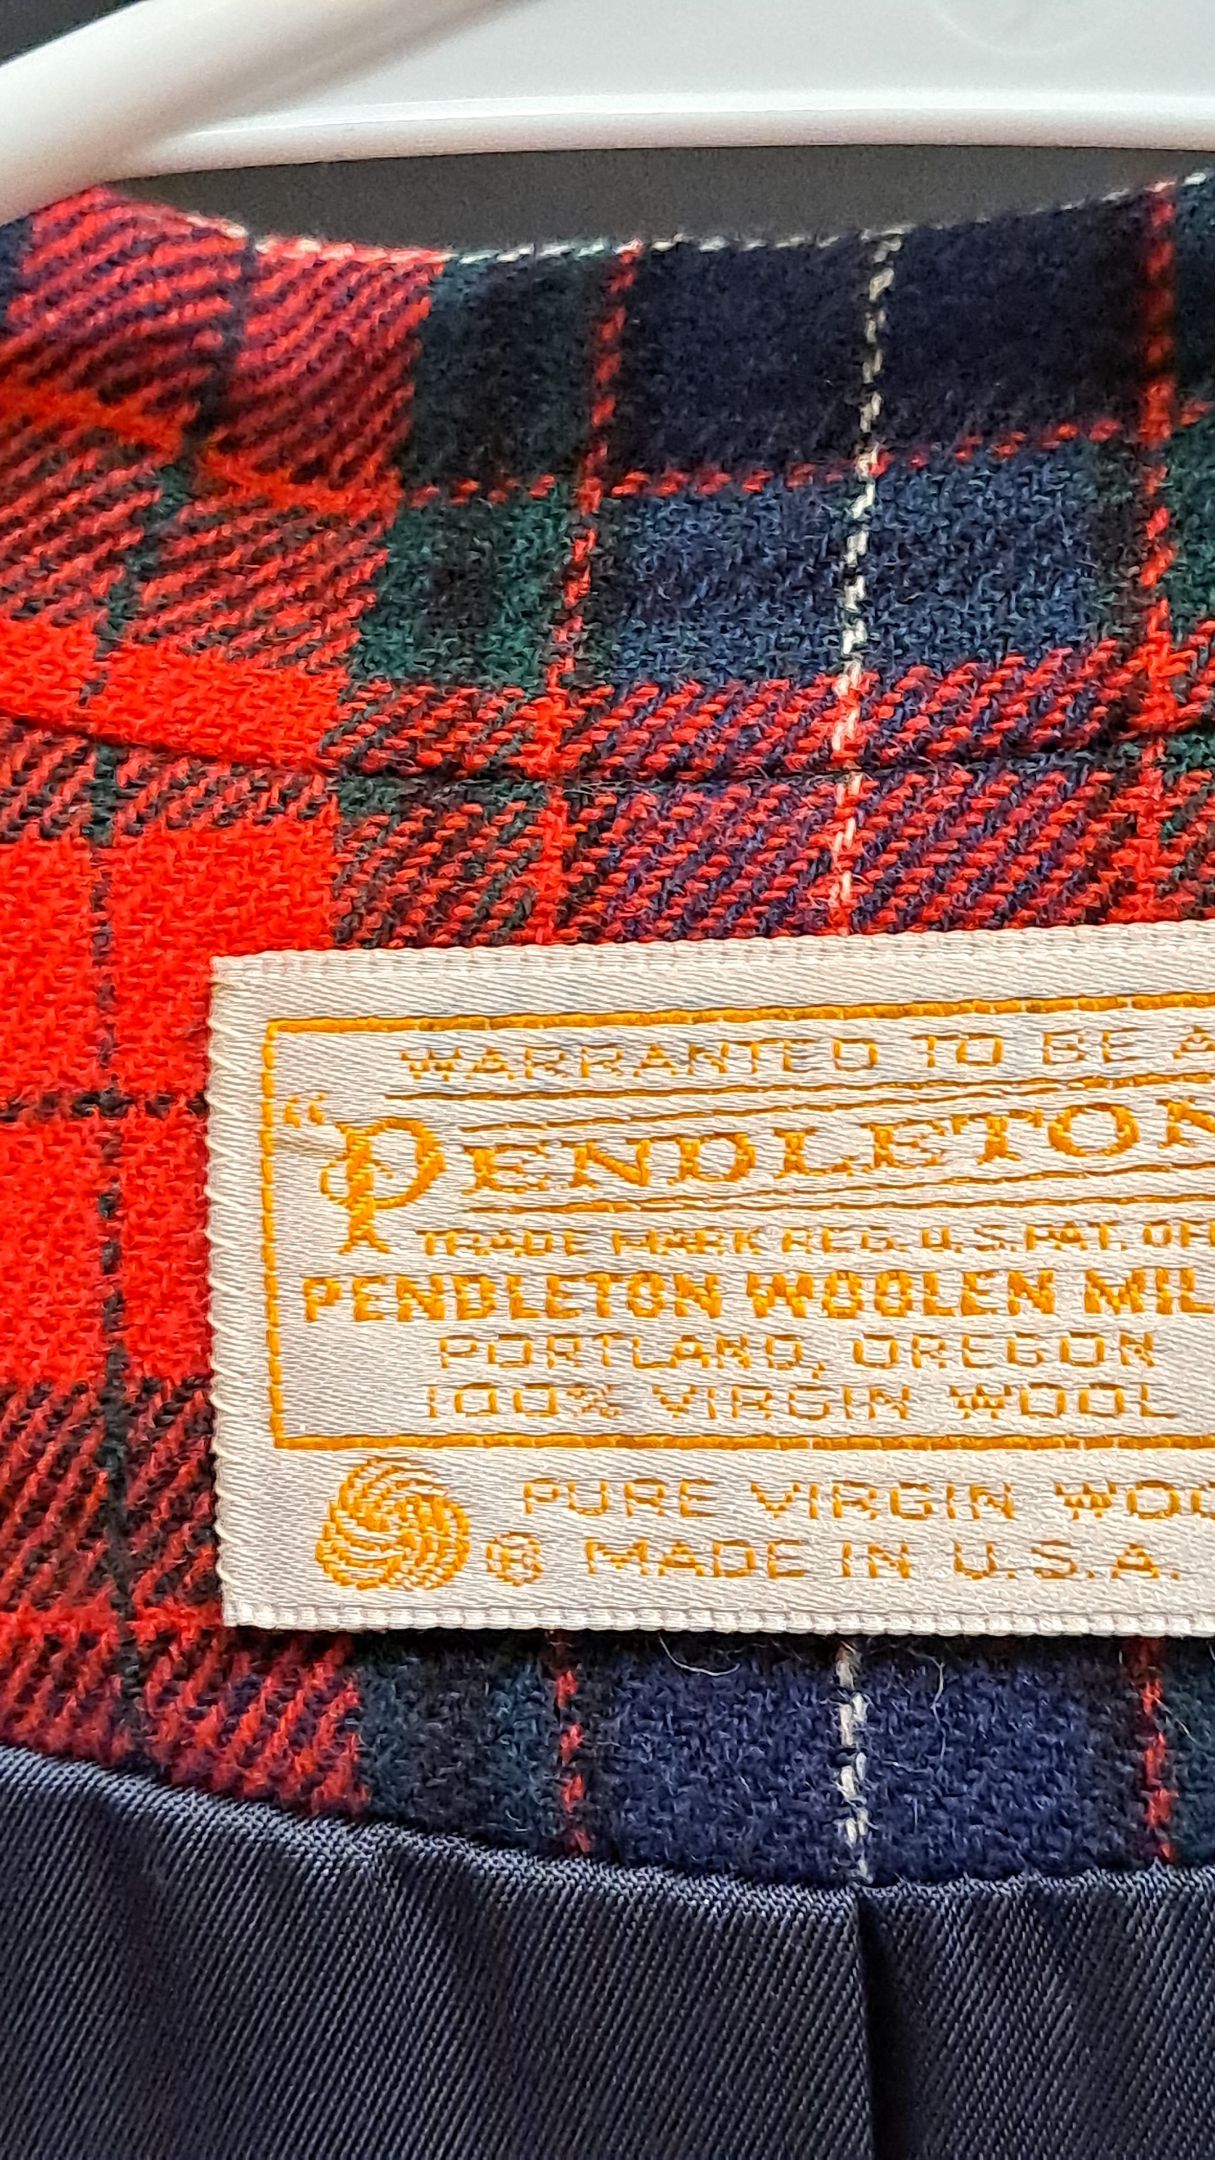 WARRANTED TO BE A
"PENDLETON
TRADE MARK REG. U.S. PAT. OF
PENDLETON WOOLEN MIL
PORTLAND, OREGON
100% VIRGIN WOOL
PURE VIRGIN WOO
® MADE IN U.S.A.